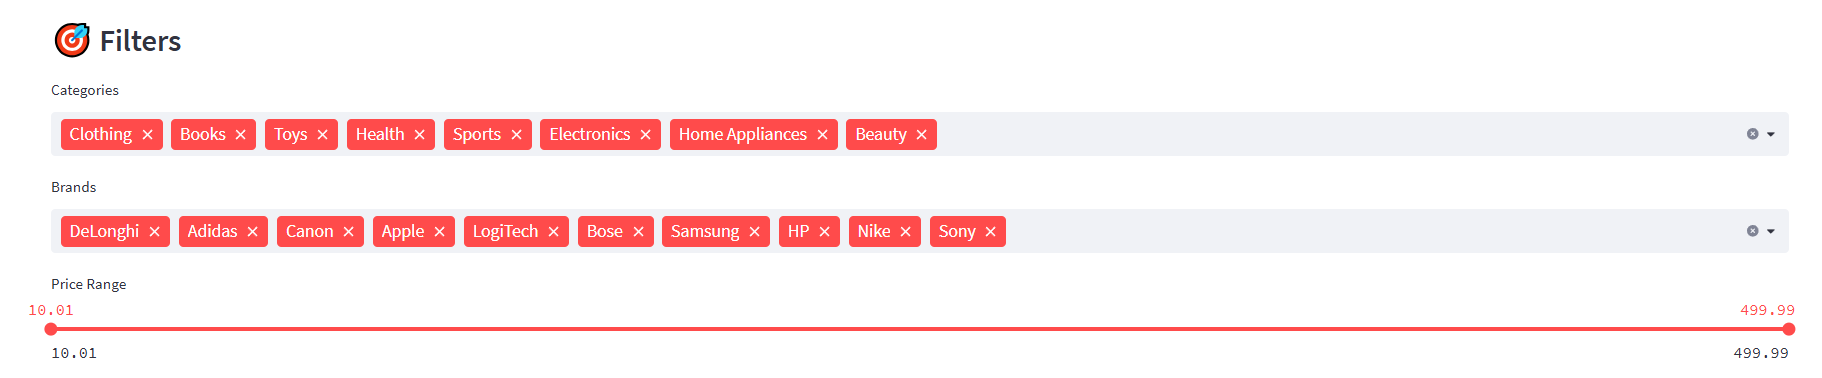 Filters
Categories
Clothing × Books × Toys × Health × Sports × Electronics × Home Appliances × Beauty ×
Brands
DeLonghi × Adidas × Canon × Apple × LogiTech × Bose × Samsung × HP × Nike × Sony ×
Price Range
10.01 499.99
10.01 499.99